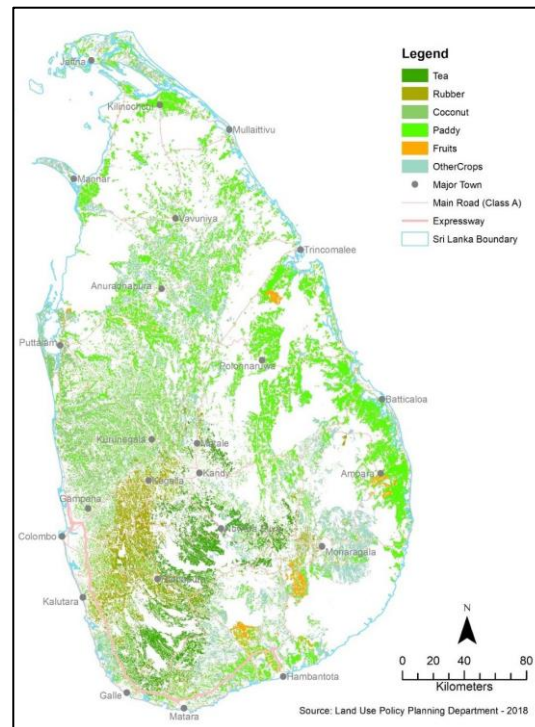 Jaffna
Kilinochchi
Mullaittivu
Mannar
Vavuniya
Trincomalee
Anuradhapura
Puttalam
Polonnaruwa
Batticaloa
Kurunegala
Matale
Kegalla
Kandy
Ampara
Gampaha
Colombo
Monaragala
Kalutara
Galle
Matara
Hambantota
Legend
Tea
Rubber
Coconut
Paddy
Fruits
OtherCrops
Major Town
Main Road (Class A)
Expressway
Sri Lanka Boundary
N
0 20 40 80
Kilometers
Source: Land Use Policy Planning Department - 2018